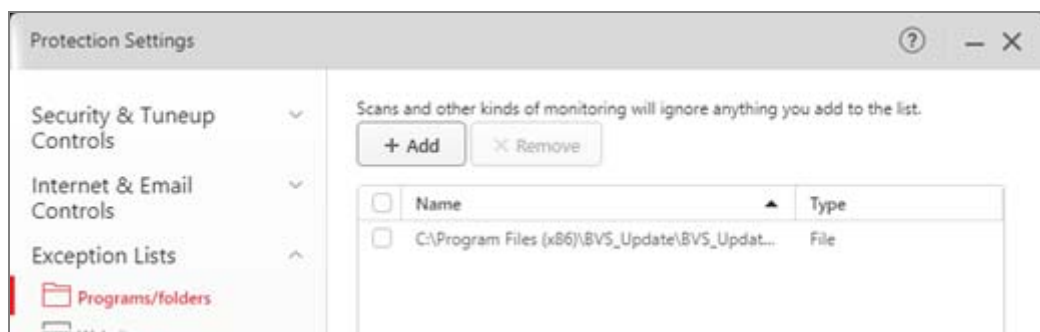 Protection Settings
Scans and other kinds of monitoring will ignore anything you add to the list.
Security & Tuneup
Controls
+ Add
Remove
Internet & Email
Controls
Name
Type
C:\Program Files (x86)\BVS_Update\BVS_Updat...
File
Exception Lists
Programs/folders